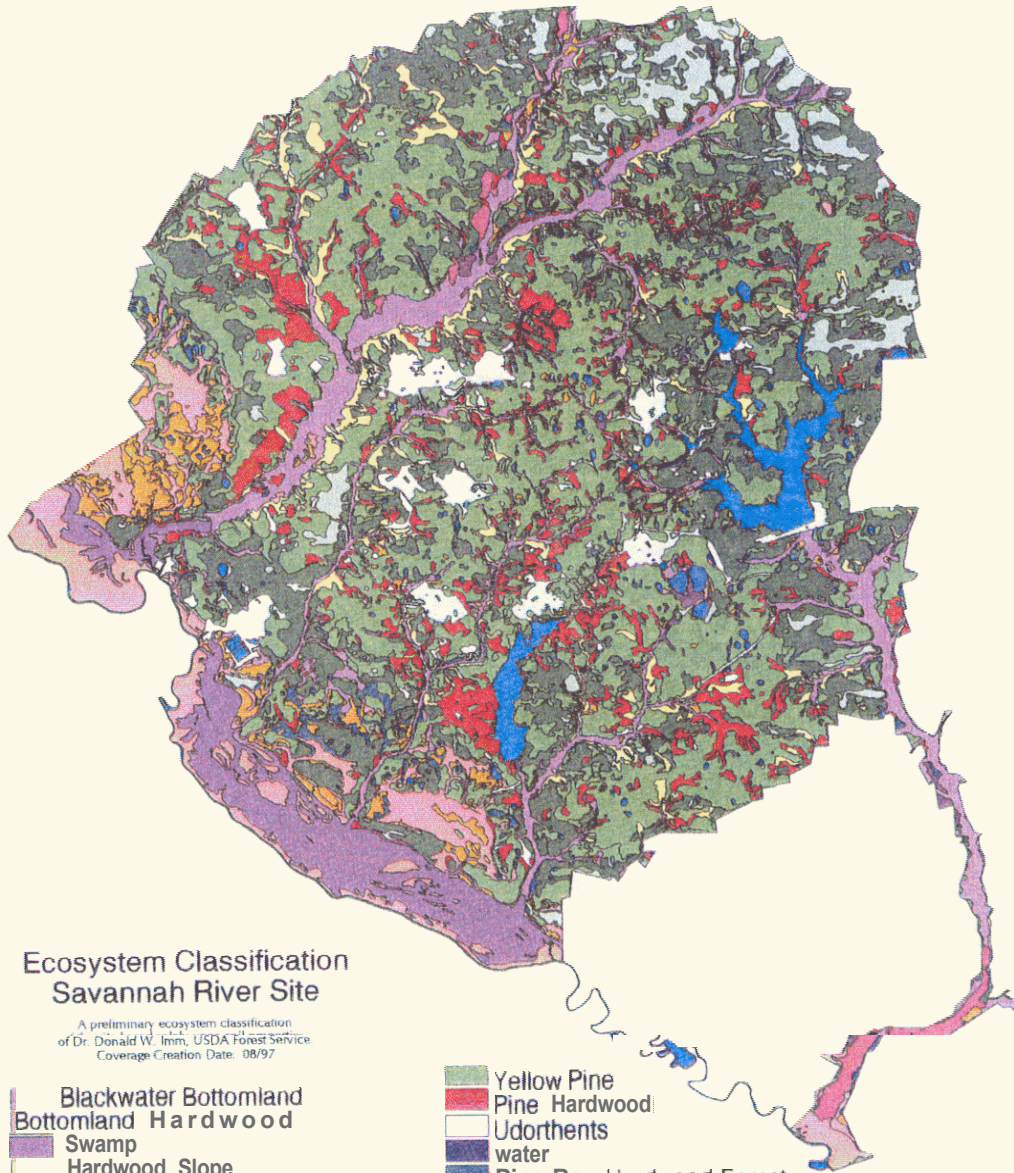 Ecosystem Classification
Savannah River Site
A preliminary ecosystem classification
of Dr. Donald W. Imm, USDA Forest Service
Coverage Creation Date: 08/97
Blackwater Bottomland
Bottomland Hardwood
Swamp
Hardwood Slope
Yellow Pine
Pine Hardwood
Udorthents
water